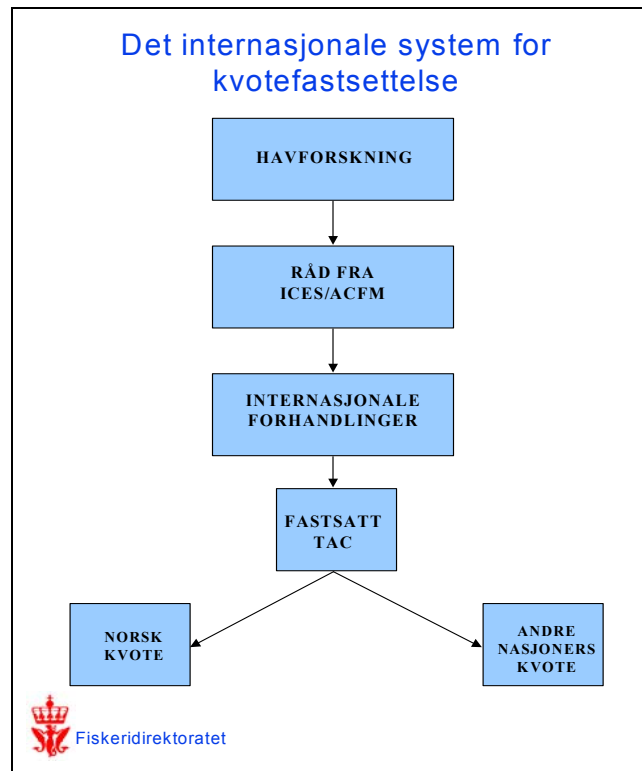 Det internasjonale system for
kvotefastsettelse
HAVFORSKNING
RÅD FRA
ICES/ACFM
INTERNASJONALE
FORHANDLINGER
FASTSATT
TAC
NORSK
KVOTE
ANDRE
NASJONERS
KVOTE
Fiskeridirektoratet